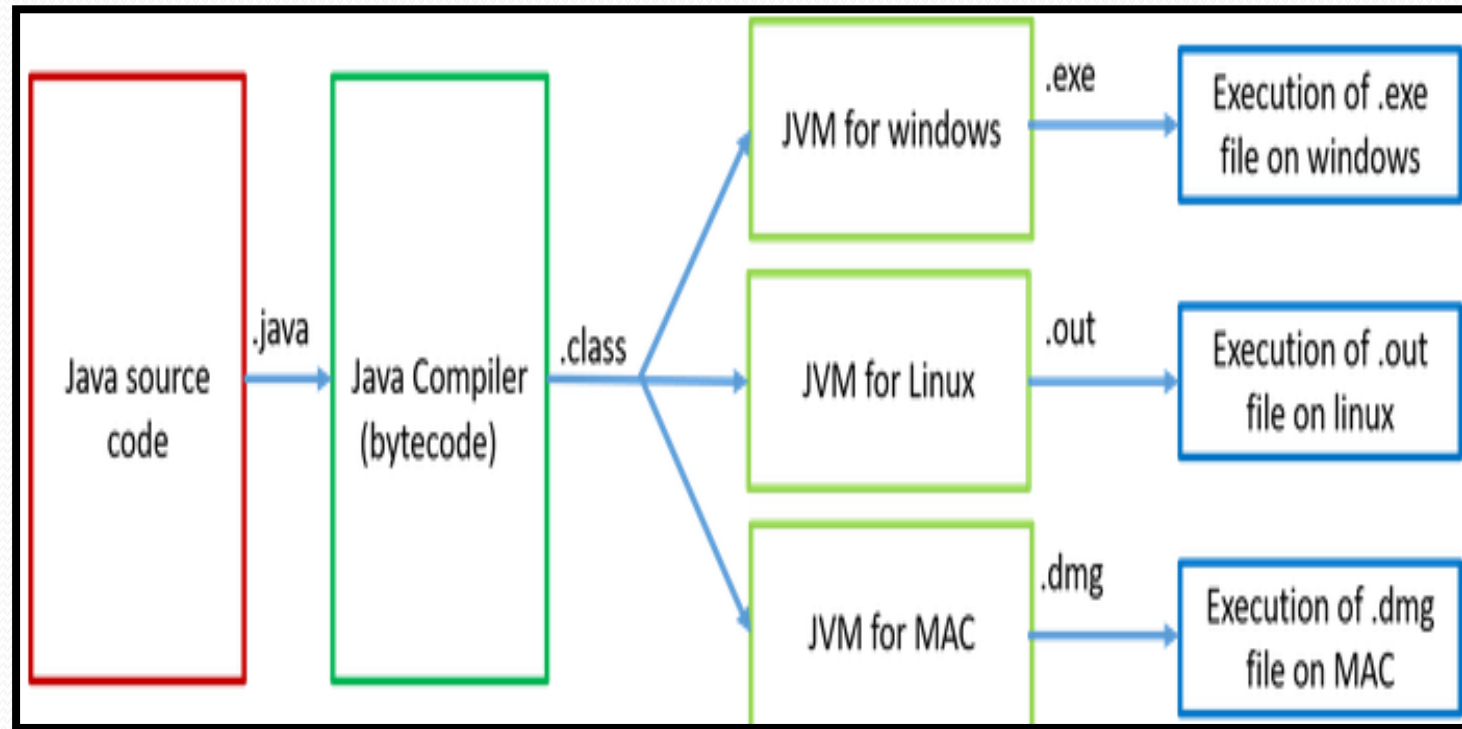 Java source
code
.java
Java Compiler
(bytecode)
.class
JVM for windows
.exe
Execution of .exe
file on windows
JVM for Linux
.out
Execution of .out
file on linux
JVM for MAC
.dmg
Execution of .dmg
file on MAC